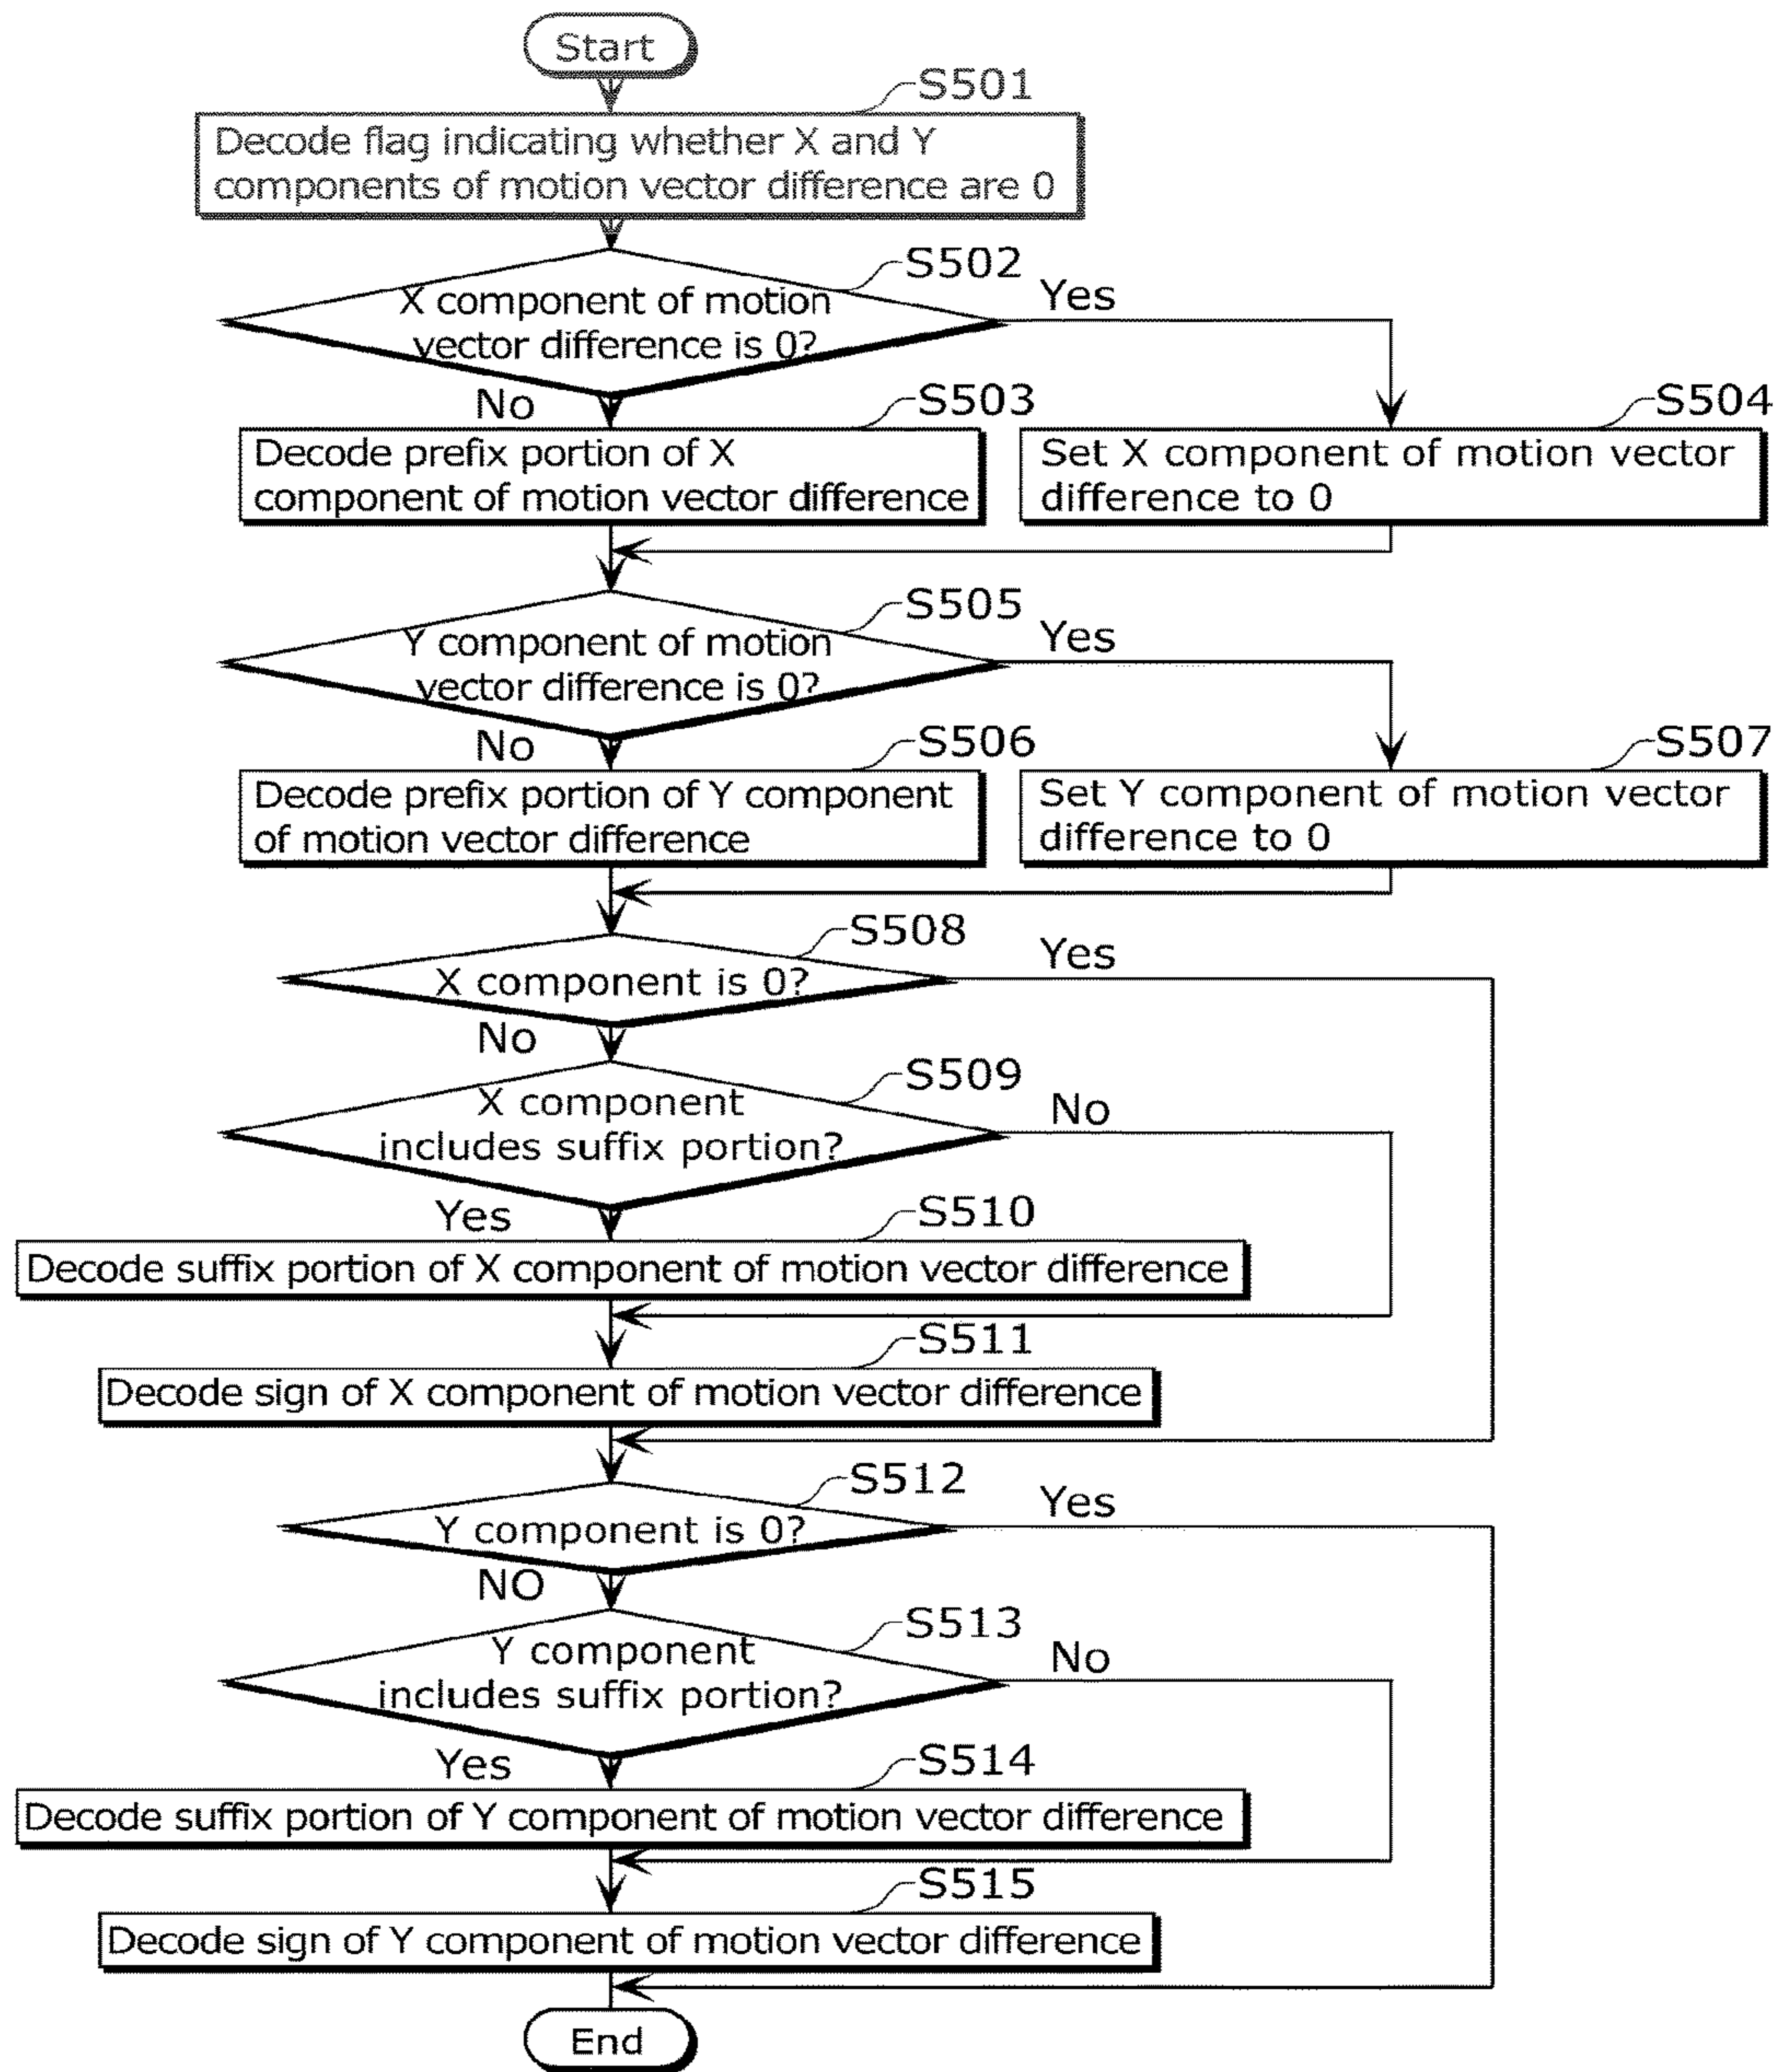 Start
S501
Decode flag indicating whether X and Y
components of motion vector difference are 0
S502
X component of motion
vector difference is 0?
Yes
No
S503
Decode prefix portion of X
component of motion vector difference
S504
Set X component of motion vector
difference to 0
S505
Y component of motion
vector difference is 0?
Yes
No
S506
Decode prefix portion of Y component
of motion vector difference
S507
Set Y component of motion vector
difference to 0
S508
X component is 0?
Yes
No
S509
X component
includes suffix portion?
No
Yes
S510
Decode suffix portion of X component of motion vector difference
S511
Decode sign of X component of motion vector difference
S512
Y component is 0?
Yes
NO
S513
Y component
includes suffix portion?
No
Yes
S514
Decode suffix portion of Y component of motion vector difference
S515
Decode sign of Y component of motion vector difference
End